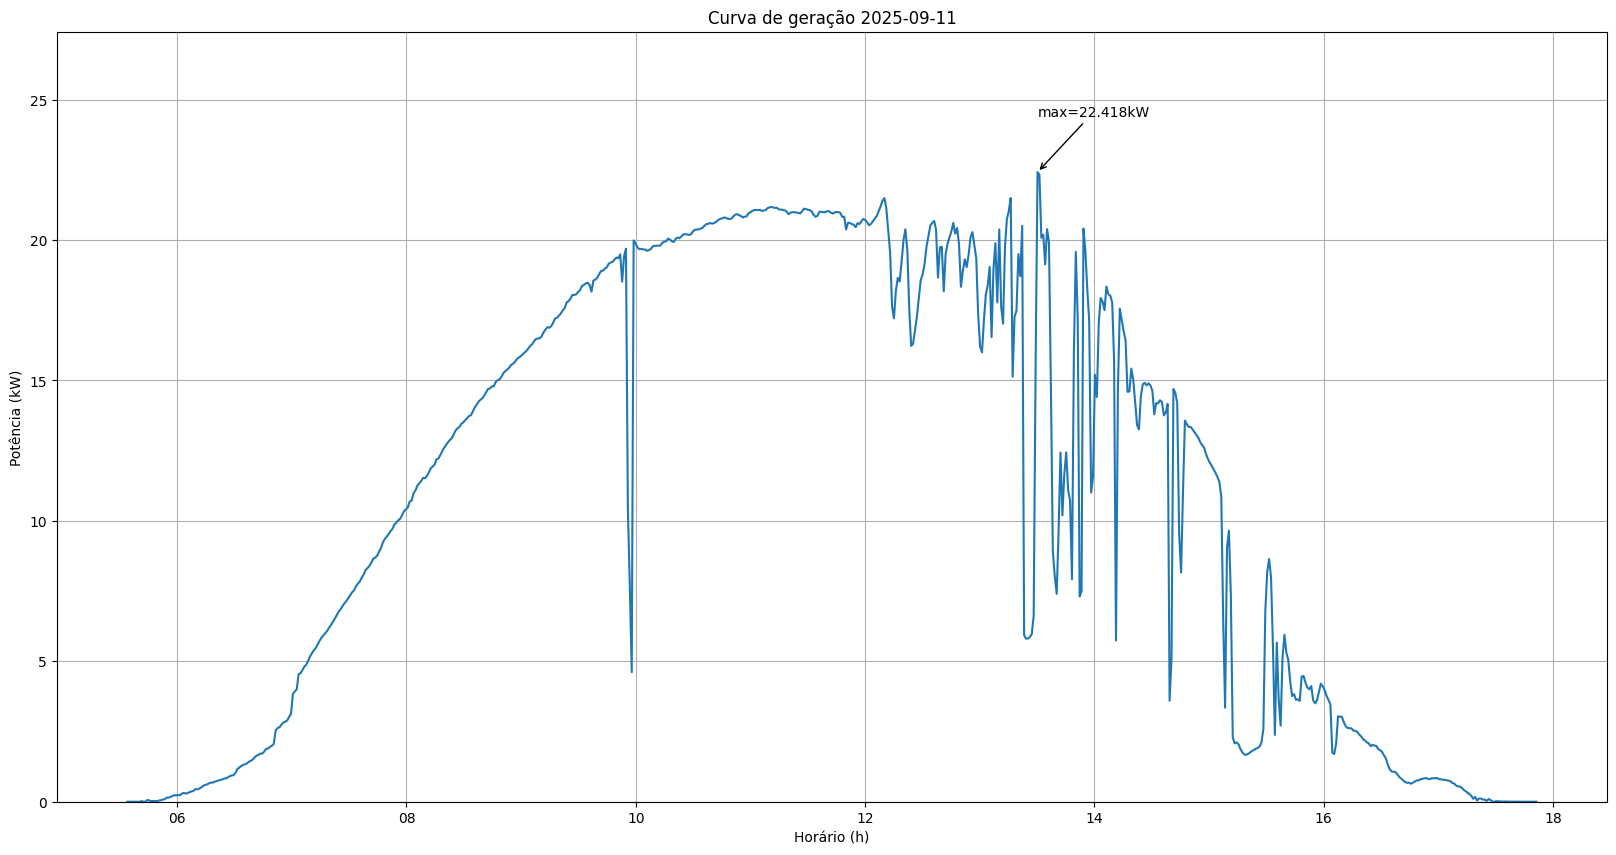 Curva de geração 2025-09-11
25
max=22.418kW
20
15
Potência (kW)
10
5
0
06 08 10 12 14 16 18
Horário (h)